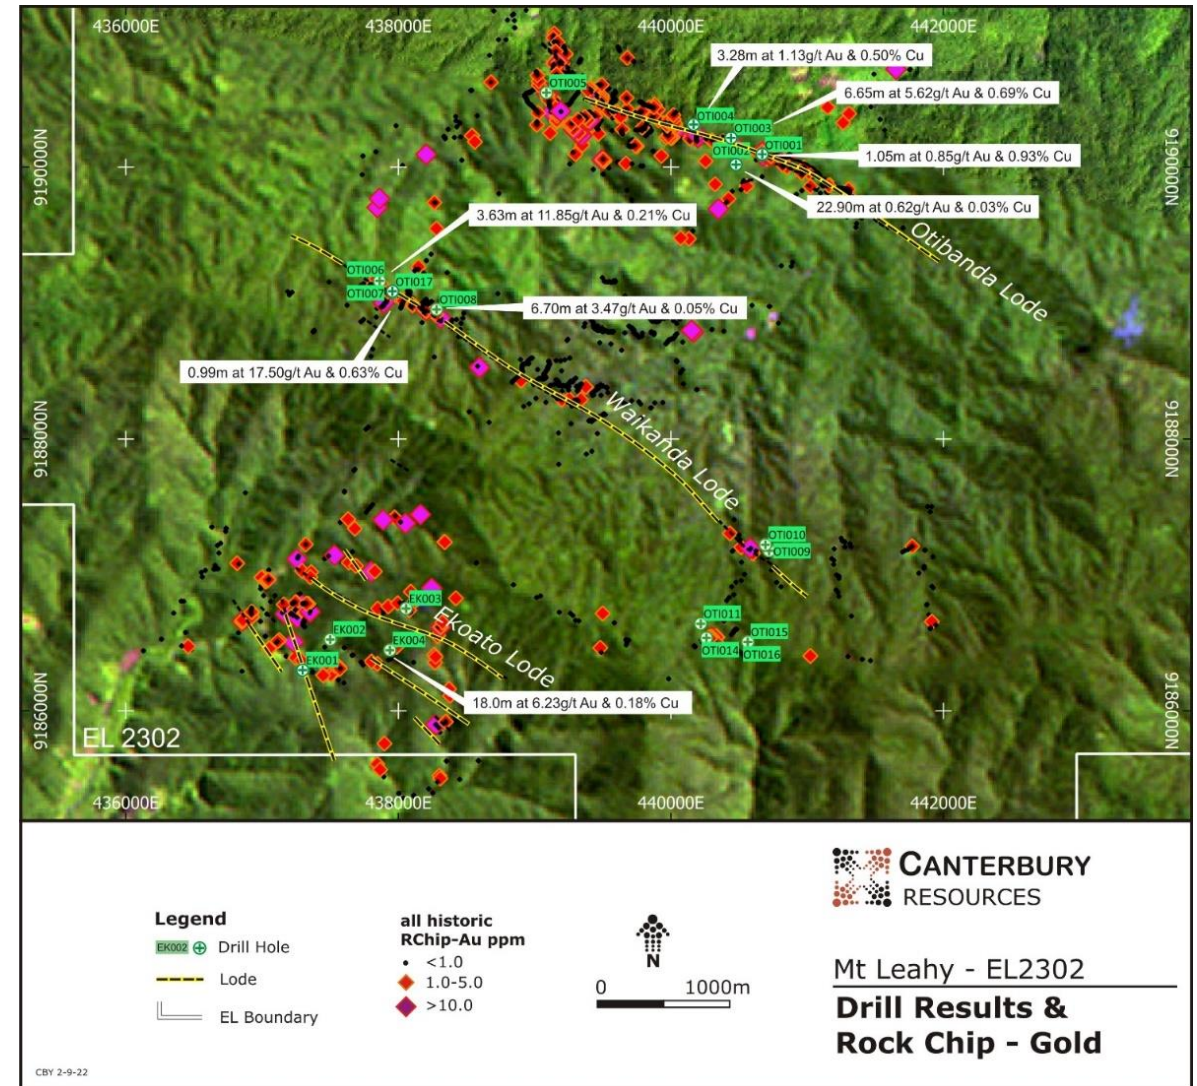 436000E
438000E
440000E
442000E
3.28m at 1.13g/t Au & 0.50% Cu
OTI005
6.65m at 5.62g/t Au & 0.69% Cu
OTI004
OTI003
OTI001
OTI002
1.05m at 0.85g/t Au & 0.93% Cu
9190000N
9190000N
3.63m at 11.85g/t Au & 0.21% Cu
22.90m at 0.62g/t Au & 0.03% Cu
Otibanda Lode
OTI006
OTI017
OTI007
OTI008
6.70m at 3.47g/t Au & 0.05% Cu
0.99m at 17.50g/t Au & 0.63% Cu
Waikanda Lode
9188000N
9188000N
OTI010
OTI009
EK003
OTI011
EK002
Ekoato Lode
OTI015
EK004
OTI014
OTI016
EK001
18.0m at 6.23g/t Au & 0.18% Cu
9186000N
9186000N
EL 2302
436000E
438000E
440000E
442000E
CANTERBURY
RESOURCES
Legend
EK002 Drill Hole
Lode
EL Boundary
all historic
RChip-Au ppm
<1.0
1.0-5.0
>10.0
N
0 1000m
Mt Leahy - EL2302
Drill Results &
Rock Chip - Gold
CBY 2-9-22